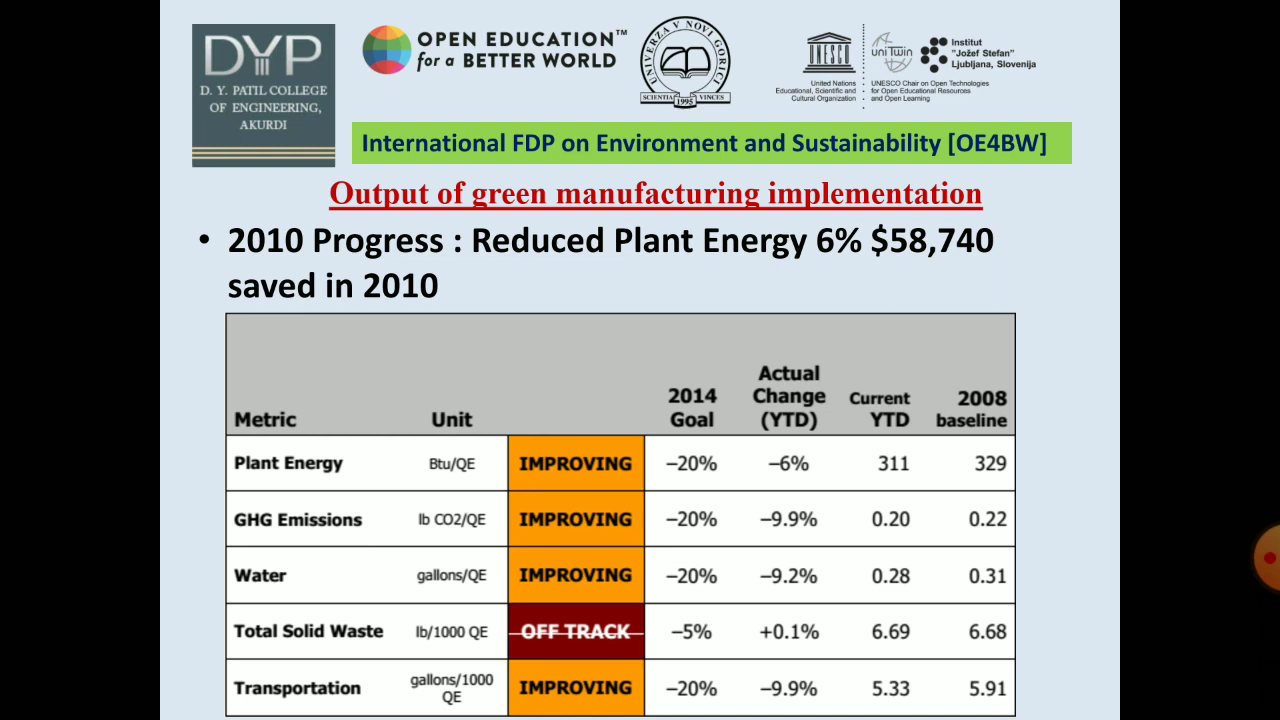 DYP
D. Y. PATIL COLLEGE
OF ENGINEERING,
AKURDI
OPEN EDUCATION™
for a BETTER WORLD
UNIVERZA V NOVI GORICI
SCIENTIA VINCES
1995
UNESCO
United Nations
Educational, Scientific and
Cultural Organization
uniTwin
Institut
"Jožef Stefan"
Ljubljana, Slovenija
UNESCO Chair on Open Technologies
for Open Educational Resources
and Open Learning
International FDP on Environment and Sustainability [OE4BW]
Output of green manufacturing implementation
• 2010 Progress : Reduced Plant Energy 6% $58,740
saved in 2010
Metric Unit 2014 Goal Actual Change (YTD) Current YTD 2008 baseline
Plant Energy Btu/QE IMPROVING –20% –6% 311 329
GHG Emissions lb CO2/QE IMPROVING –20% –9.9% 0.20 0.22
Water gallons/QE IMPROVING –20% –9.2% 0.28 0.31
Total Solid Waste lb/1000 QE OFF TRACK –5% +0.1% 6.69 6.68
Transportation gallons/1000 QE IMPROVING –20% –9.9% 5.33 5.91